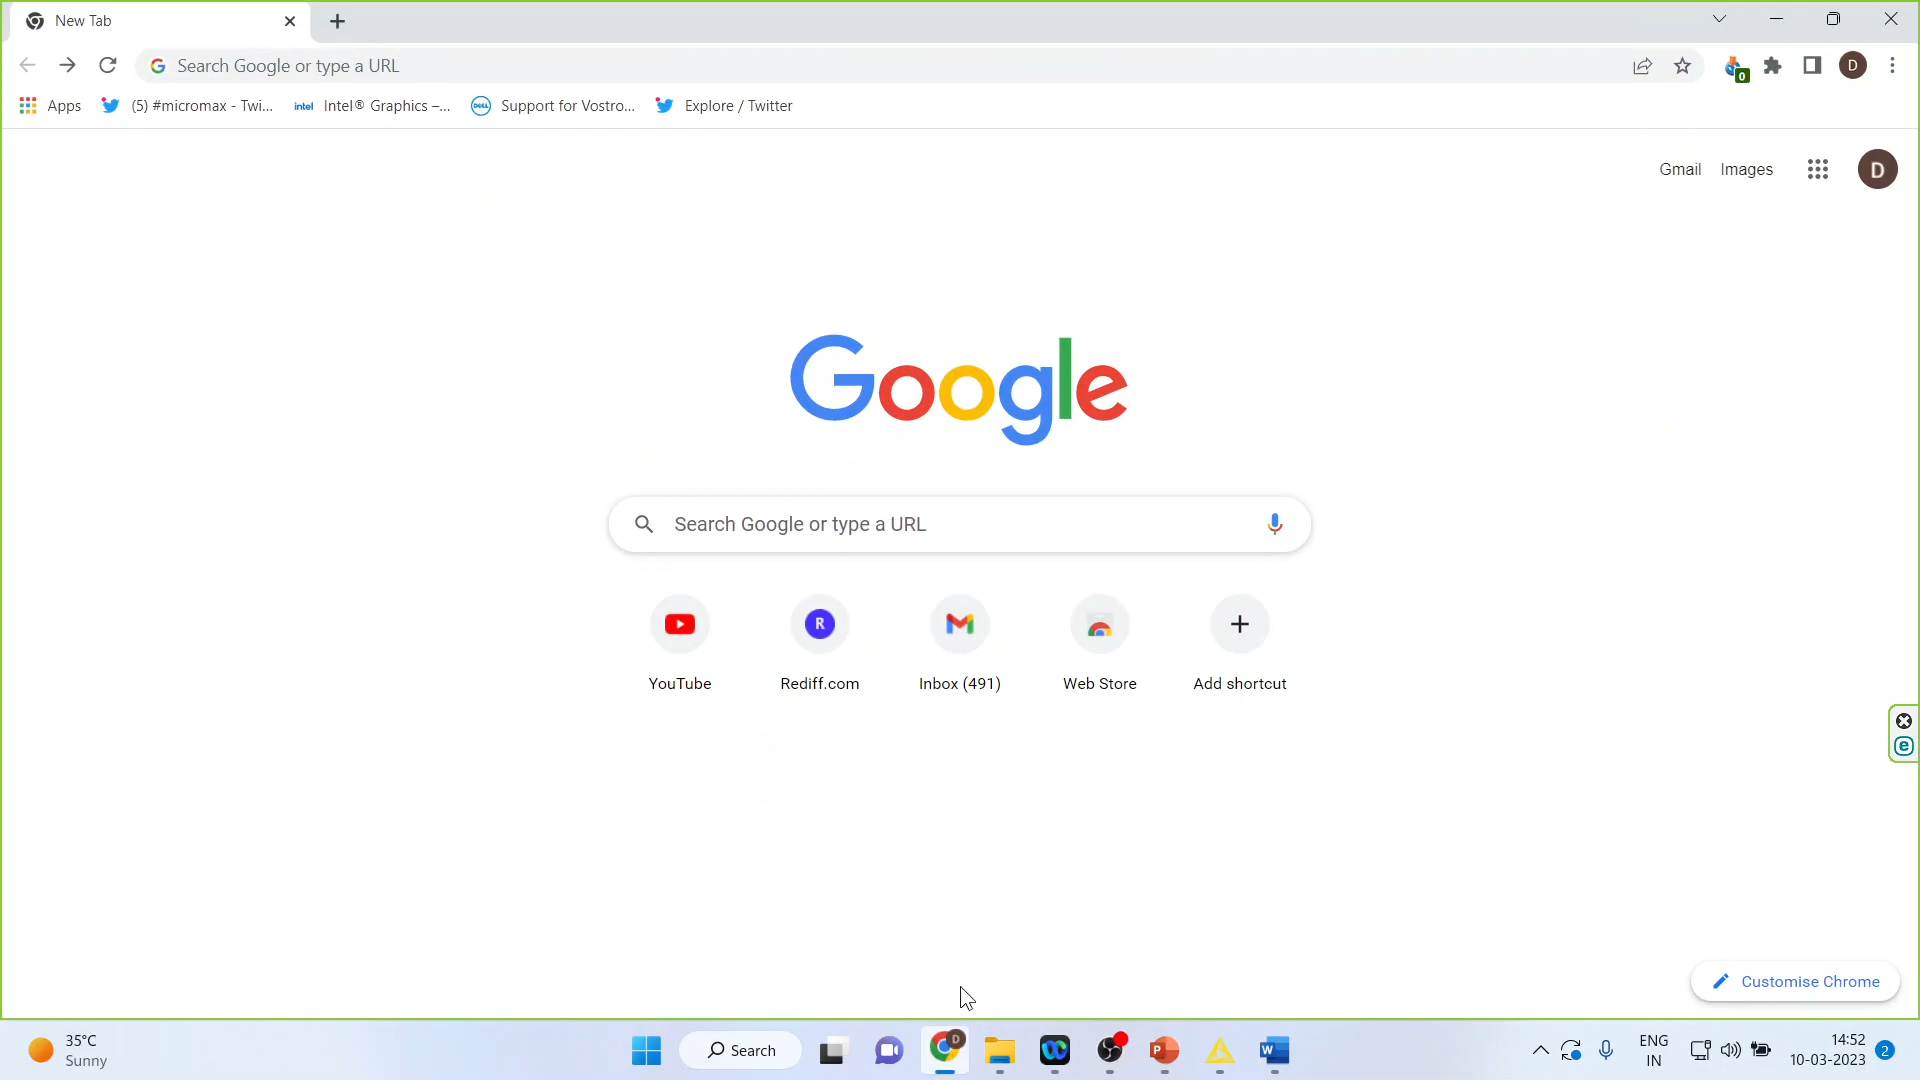 New Tab
Search Google or type a URL
0
D
Apps
(5) #micromax - Twi...
intel
Intel® Graphics –...
DELL
Support for Vostro...
Explore / Twitter
Gmail
Images
D
Google
Search Google or type a URL
R
YouTube
Rediff.com
Inbox (491)
Web Store
Add shortcut
e
Customise Chrome
35°C
Sunny
Search
D
P
W
ENG
IN
14:52
10-03-2023
2